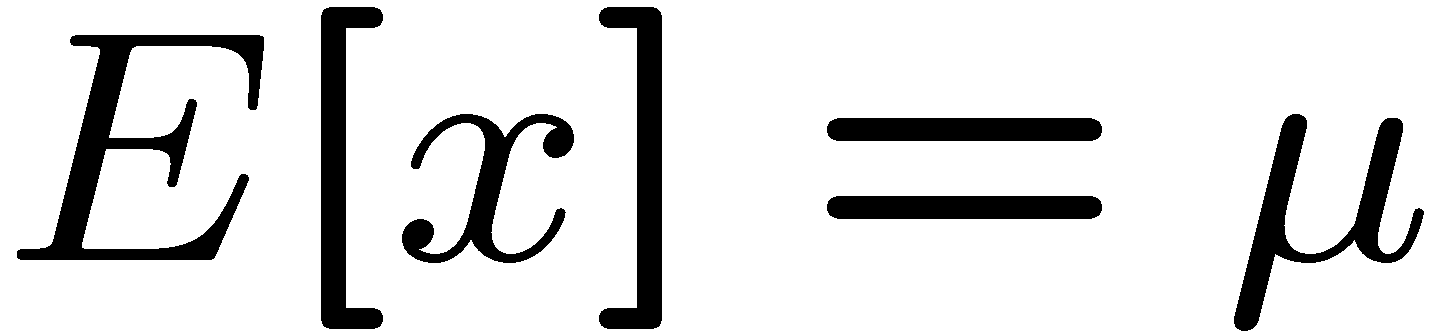 E[x] = μ